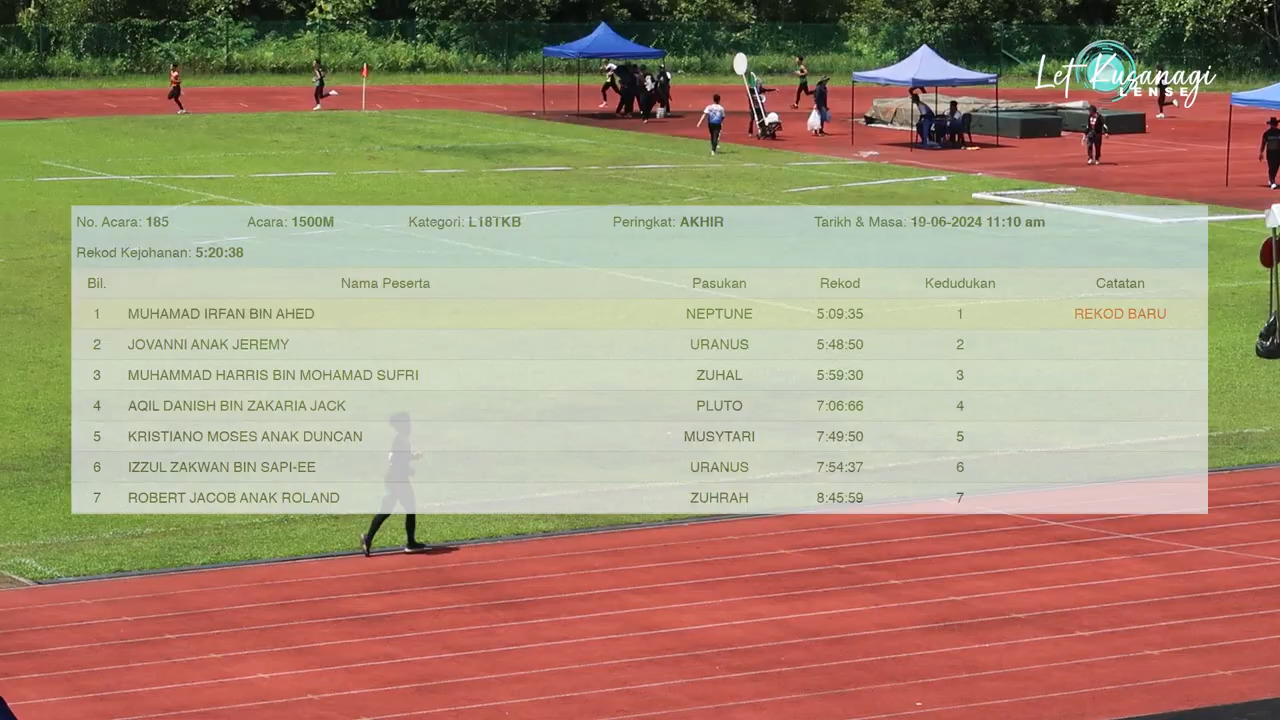 Let Kusanagi
LENSE
No. Acara: 185 Acara: 1500M Kategori: L18TKB Peringkat: AKHIR Tarikh & Masa: 19-06-2024 11:10 am
Rekod Kejohanan: 5:20:38
Bil. Nama Peserta Pasukan Rekod Kedudukan Catatan
1 MUHAMAD IRFAN BIN AHED NEPTUNE 5:09:35 1 REKOD BARU
2 JOVANNI ANAK JEREMY URANUS 5:48:50 2
3 MUHAMMAD HARRIS BIN MOHAMAD SUFRI ZUHAL 5:59:30 3
4 AQIL DANISH BIN ZAKARIA JACK PLUTO 7:06:66 4
5 KRISTIANO MOSES ANAK DUNCAN MUSYTARI 7:49:50 5
6 IZZUL ZAKWAN BIN SAPI-EE URANUS 7:54:37 6
7 ROBERT JACOB ANAK ROLAND ZUHRAH 8:45:59 7